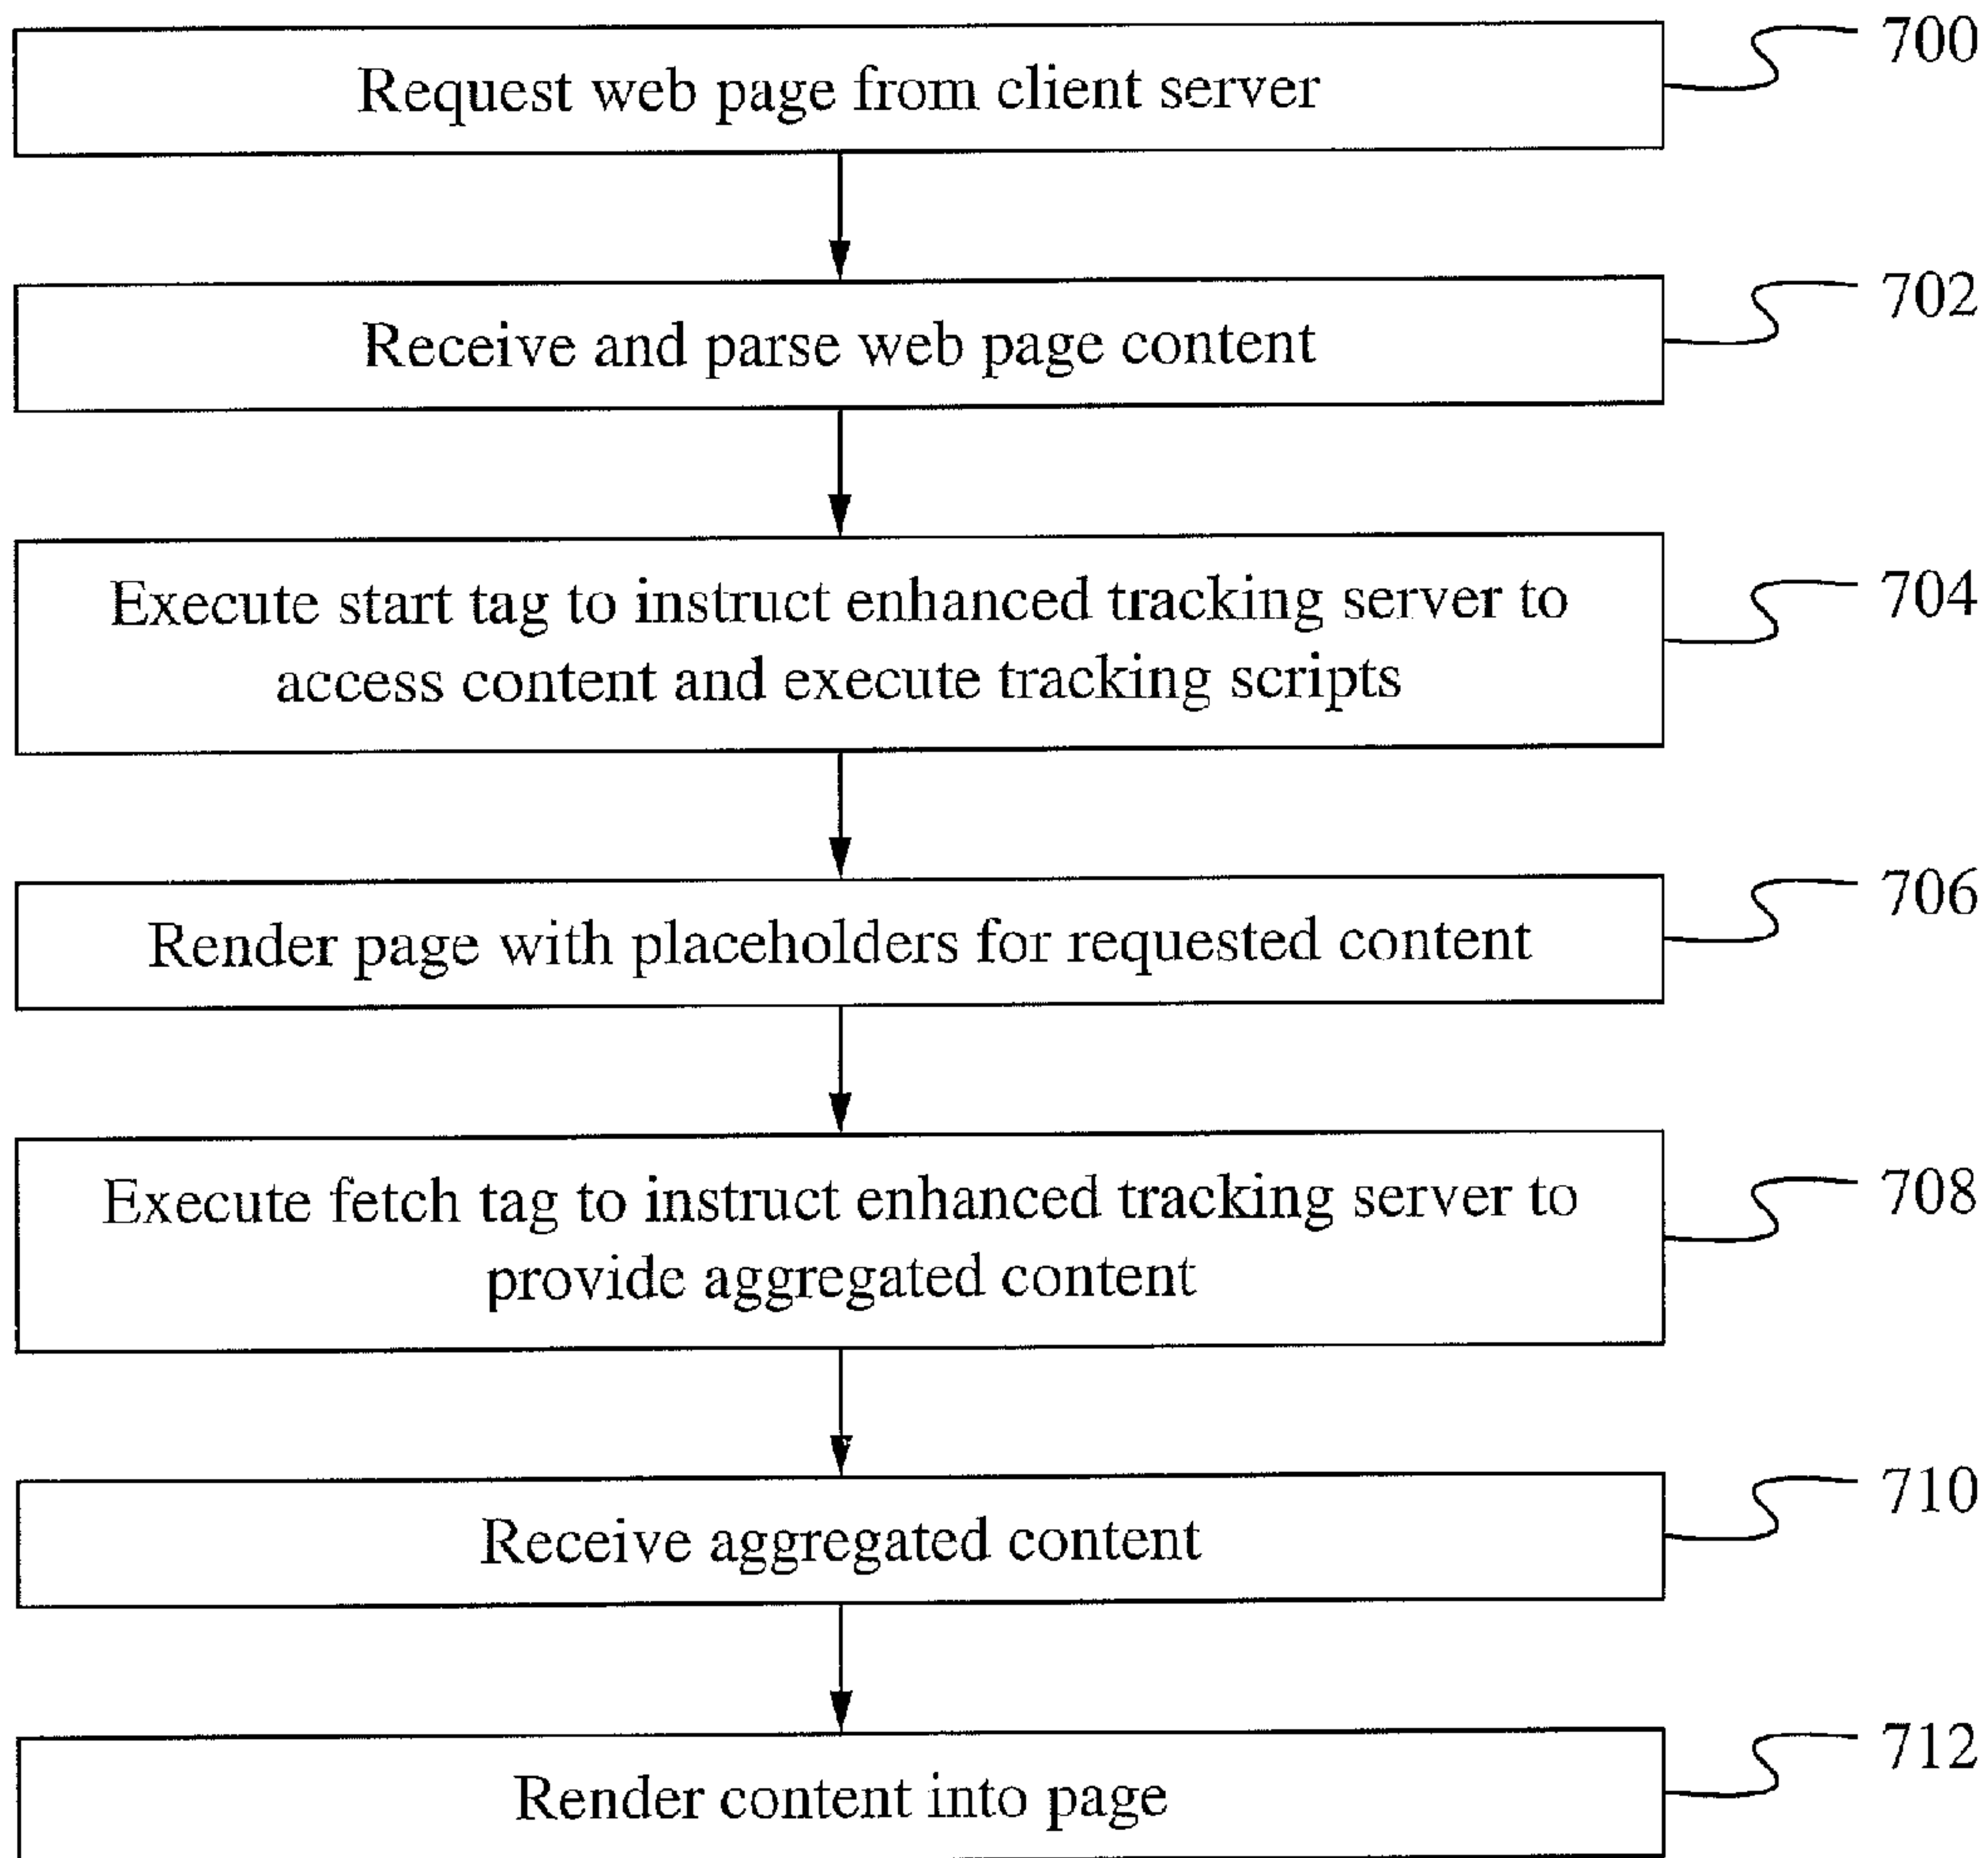 Request web page from client server
700
Receive and parse web page content
702
Execute start tag to instruct enhanced tracking server to
access content and execute tracking scripts
704
Render page with placeholders for requested content
706
Execute fetch tag to instruct enhanced tracking server to
provide aggregated content
708
Receive aggregated content
710
Render content into page
712